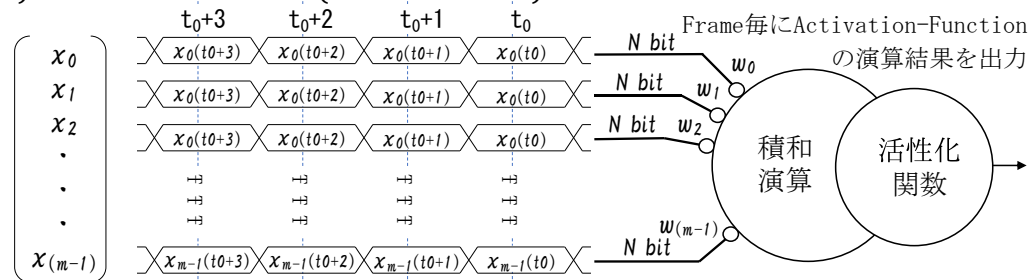 t₀+3 t₀+2 t₀+1 t₀
Frame毎にActivation-Function
の演算結果を出力
x₀ x₀(t0+3) x₀(t0+2) x₀(t0+1) x₀(t0) N bit w₀
x₁ x₀(t0+3) x₀(t0+2) x₀(t0+1) x₀(t0) N bit w₁
x₂ x₀(t0+3) x₀(t0+2) x₀(t0+1) x₀(t0) N bit w₂
・
・
・
積和
演算
活性化
関数
x₍ₘ₋₁₎ xₘ₋₁(t0+3) xₘ₋₁(t0+2) xₘ₋₁(t0+1) xₘ₋₁(t0) N bit w₍ₘ₋₁₎